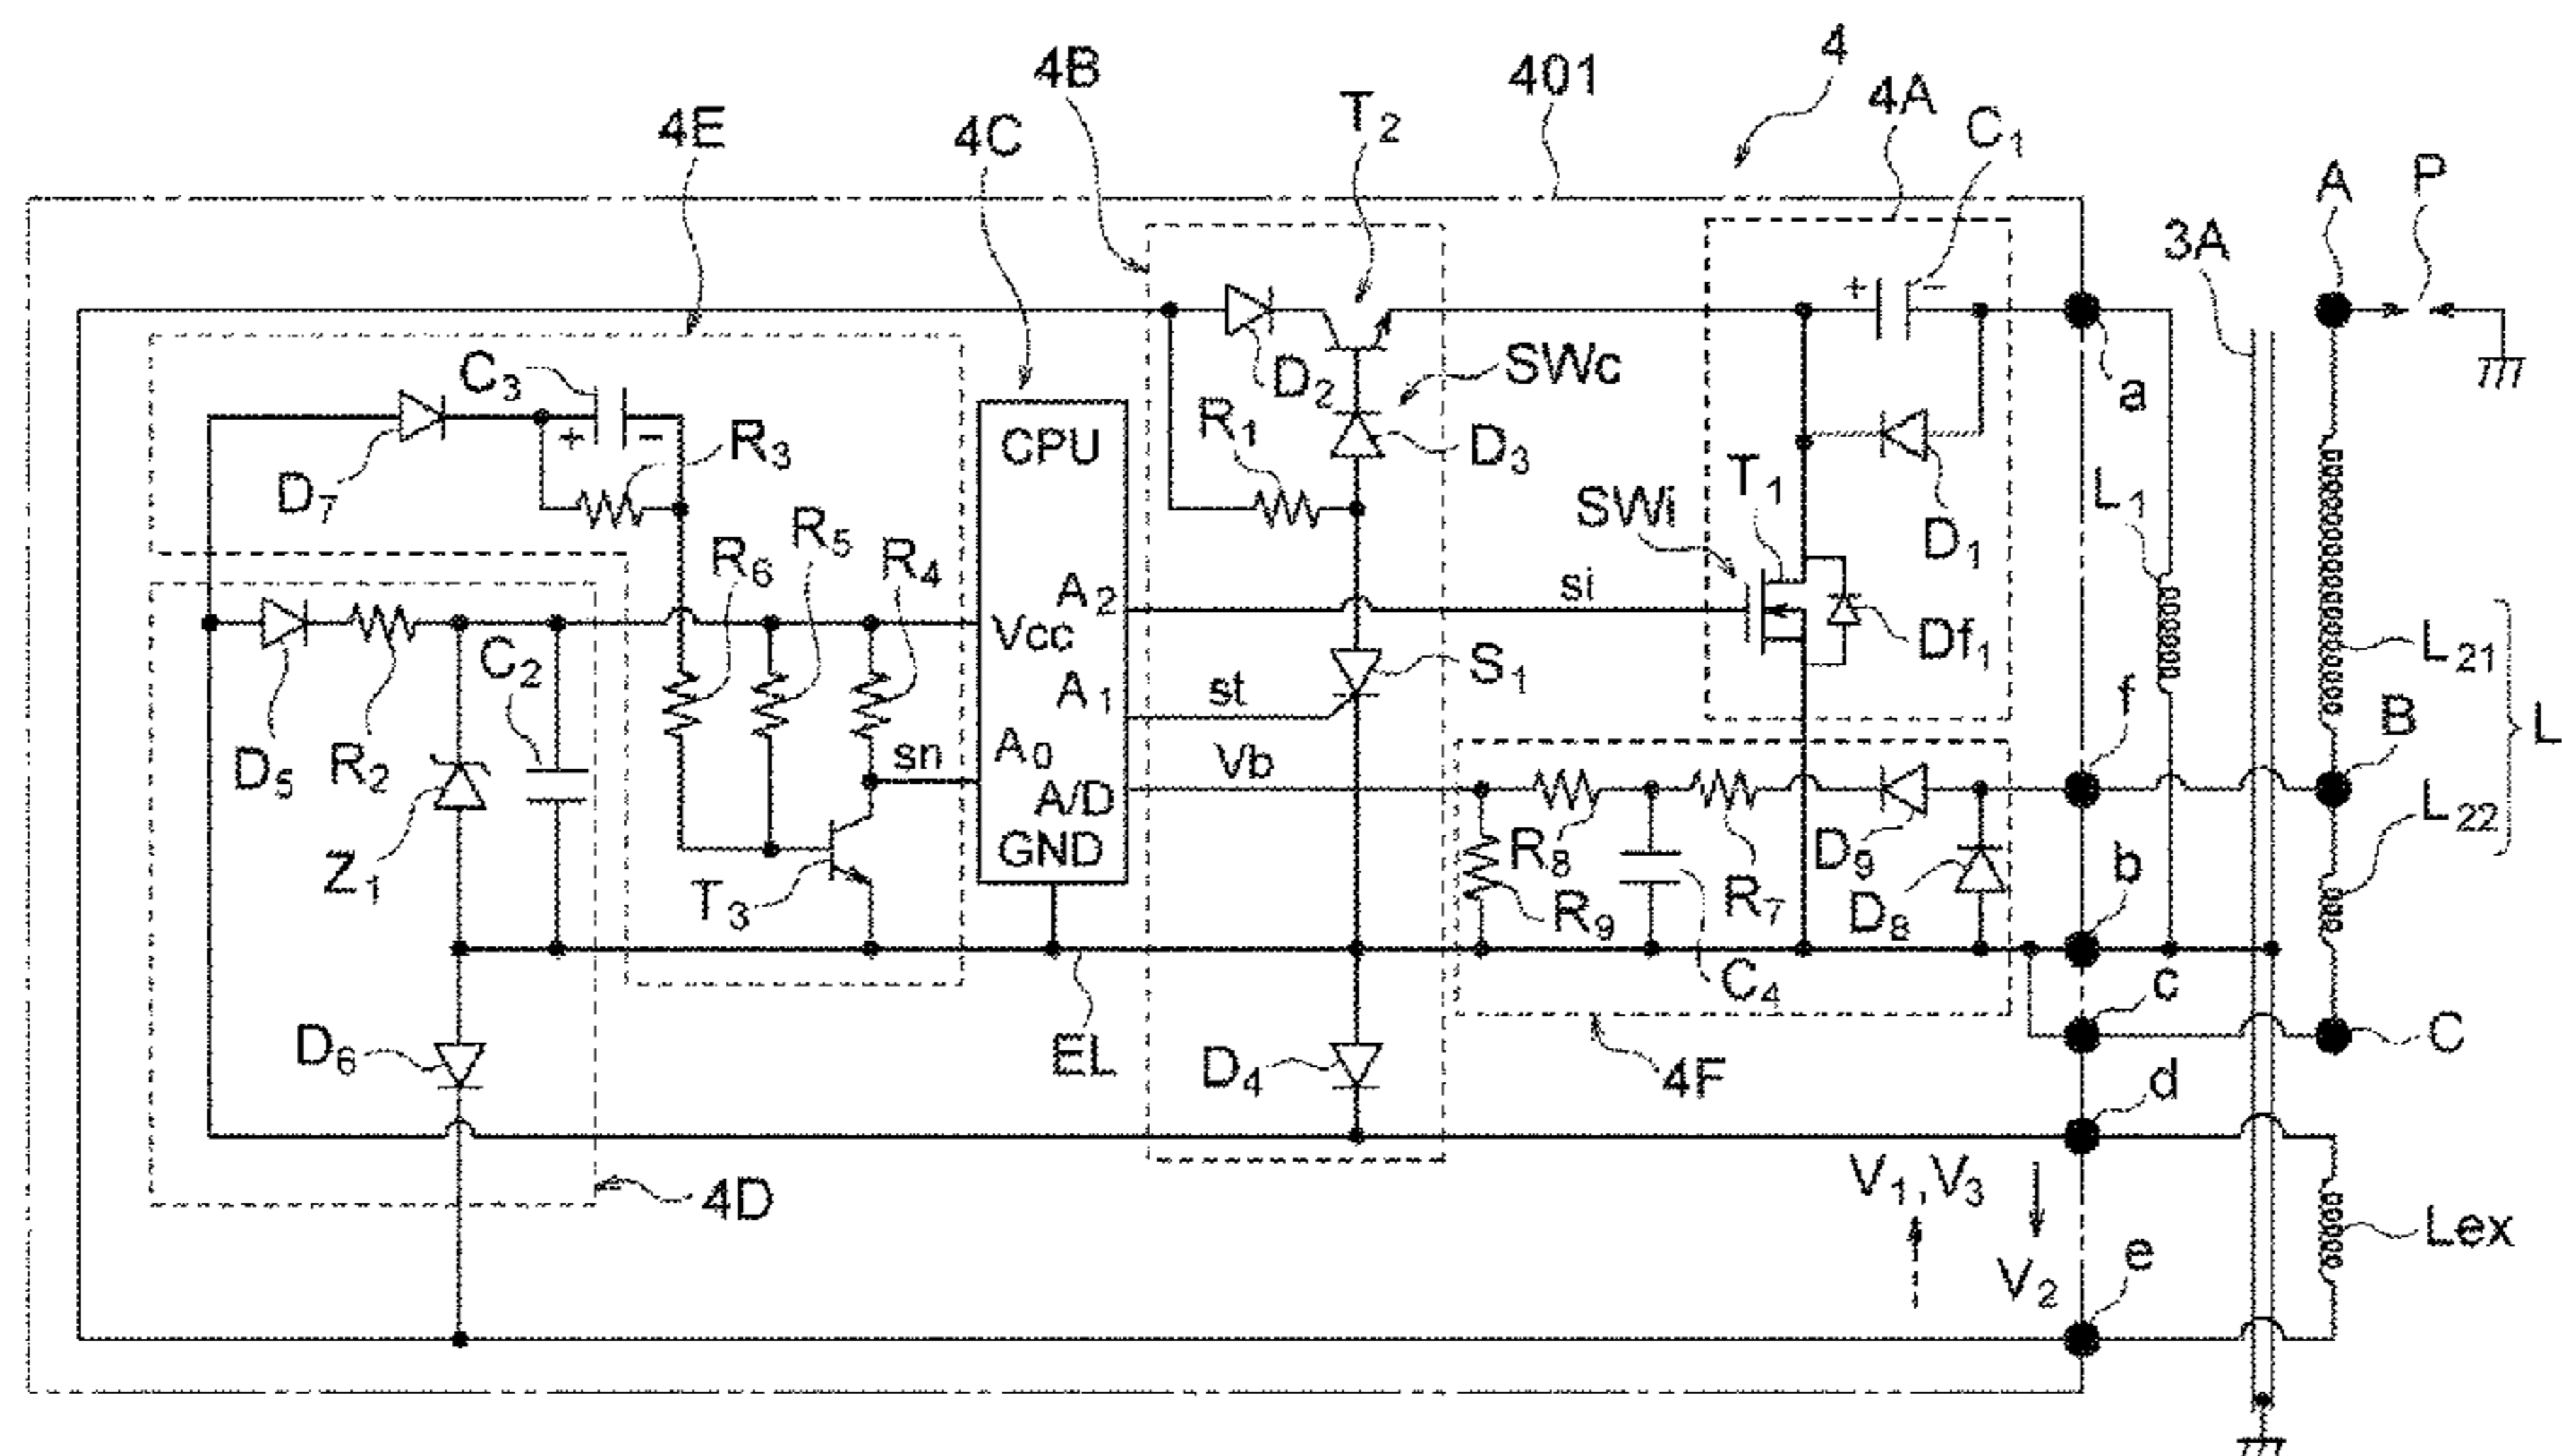 4
4B
401
4A
T2
C1
4E
4C
A
P
3A
+
−
C3
D2
SWc
a
R1
CPU
+ −
R3
D3
D7
T1
L1
SWi
D1
R6
R5
R4
A2
si
Vcc
Df1
S1
L21
C2
A1
st
f
B
L
D5
R2
A0
sn
Vb
A/D
L22
Z1
GND
R8
D9
b
T3
R9
R7
D8
C4
c
D6
EL
D4
4F
C
d
4D
V1,V3
Lex
V2
e